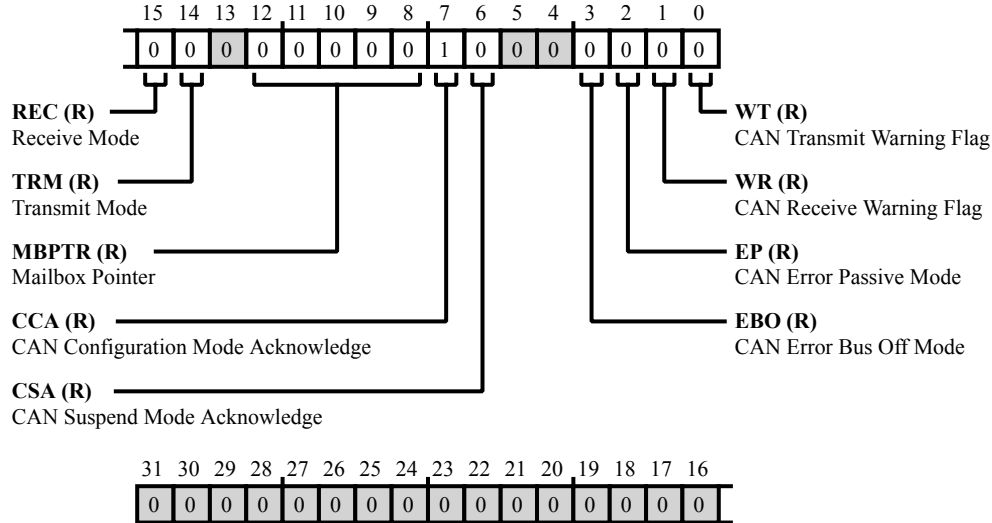 15 14 13 12 11 10 9 8 7 6 5 4 3 2 1 0
0 0 0 0 0 0 0 0 1 0 0 0 0 0 0 0
REC (R)
Receive Mode
TRM (R)
Transmit Mode
MBPTR (R)
Mailbox Pointer
CCA (R)
CAN Configuration Mode Acknowledge
CSA (R)
CAN Suspend Mode Acknowledge
WT (R)
CAN Transmit Warning Flag
WR (R)
CAN Receive Warning Flag
EP (R)
CAN Error Passive Mode
EBO (R)
CAN Error Bus Off Mode
31 30 29 28 27 26 25 24 23 22 21 20 19 18 17 16
0 0 0 0 0 0 0 0 0 0 0 0 0 0 0 0